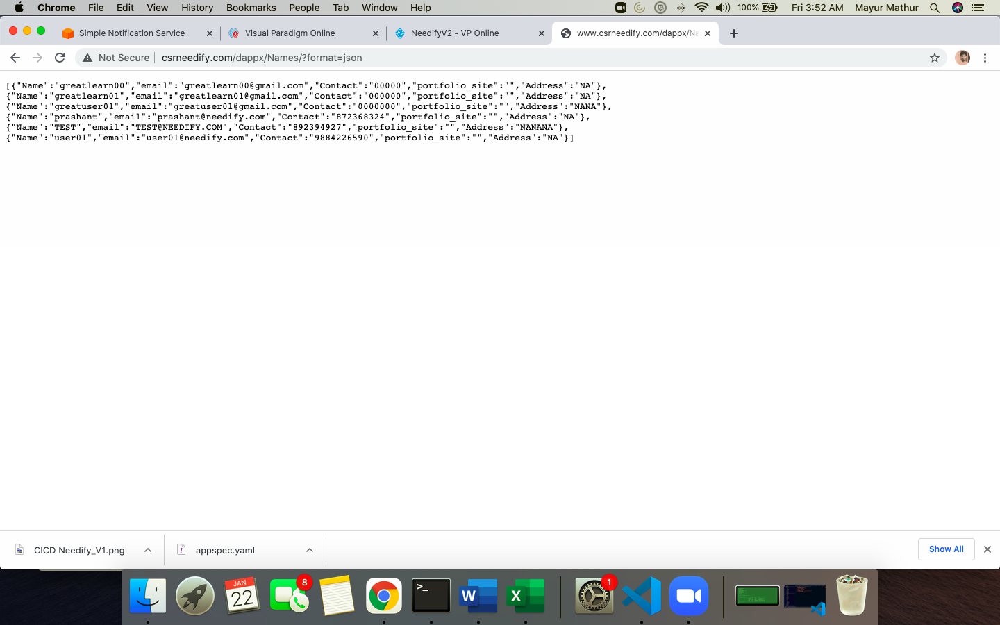 Chrome File Edit View History Bookmarks People Tab Window Help 100% Fri 3:52 AM Mayur Mathur
Simple Notification Service Visual Paradigm Online NeedifyV2 - VP Online www.csrneedify.com/dappx/Na
Not Secure csrneedify.com/dappx/Names/?format=json
[{"Name":"greatlearn00","email":"greatlearn00@gmail.com","Contact":"00000","portfolio_site":"","Address":"NA"},
{"Name":"greatlearn01","email":"greatlearn01@gmail.com","Contact":"000000","portfolio_site":"","Address":"NA"},
{"Name":"greatuser01","email":"greatuser01@gmail.com","Contact":"0000000","portfolio_site":"","Address":"NANA"},
{"Name":"prashant","email":"prashant@needify.com","Contact":"872368324","portfolio_site":"","Address":"NA"},
{"Name":"TEST","email":"TEST@NEEDIFY.COM","Contact":"892394927","portfolio_site":"","Address":"NANANA"},
{"Name":"user01","email":"user01@needify.com","Contact":"9884226590","portfolio_site":"","Address":"NA"}]
CICD Needify_V1.png appspec.yaml Show All
JAN 8 1
22 >_ W X